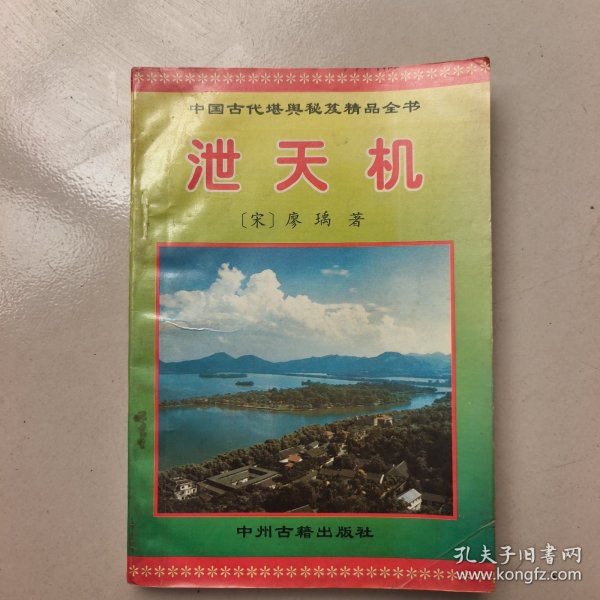 中国古代堪舆秘笈精品全书
泄天机
〔宋〕廖瑀 著
中州古籍出版社
孔夫子旧书网
www.kongfz.com